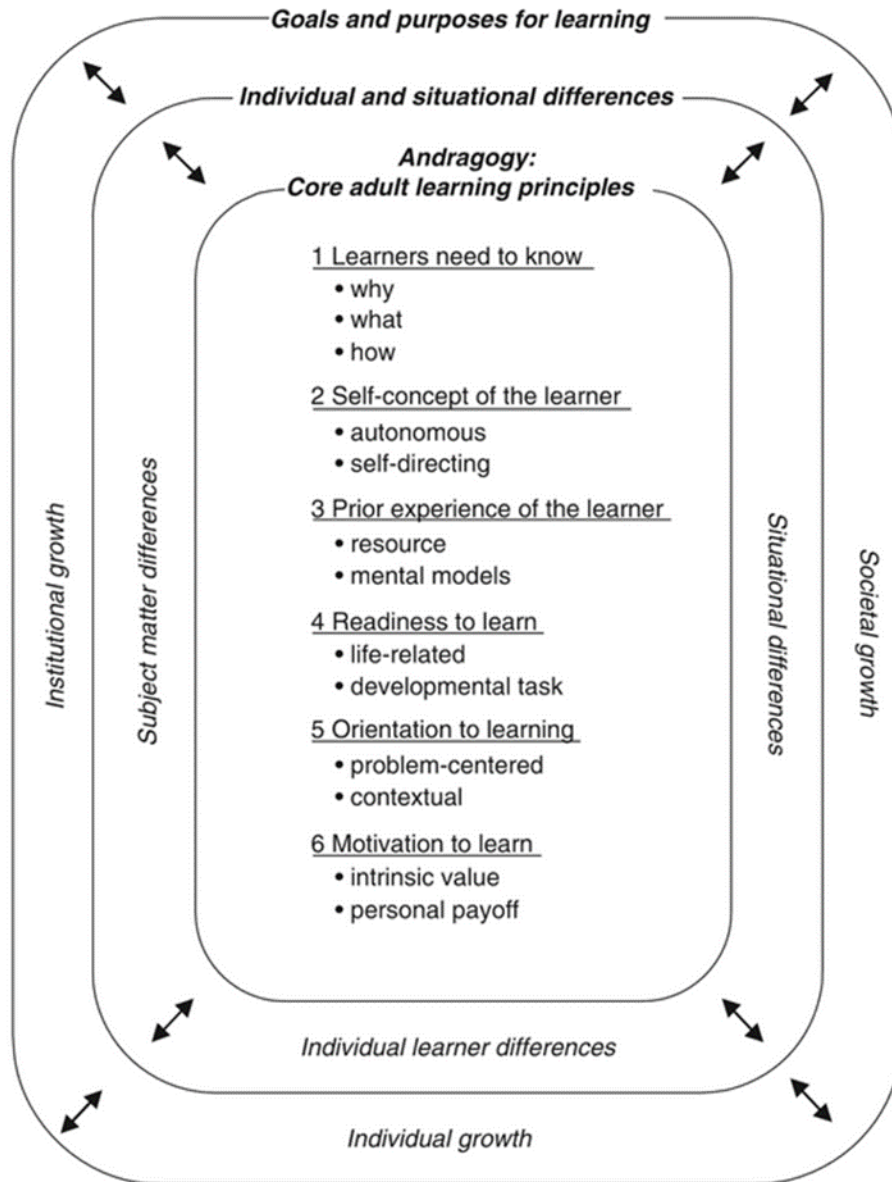 Goals and purposes for learning
Individual and situational differences
Andragogy:
Core adult learning principles
1 Learners need to know
• why
• what
• how
2 Self-concept of the learner
• autonomous
• self-directing
3 Prior experience of the learner
• resource
• mental models
4 Readiness to learn
• life-related
• developmental task
5 Orientation to learning
• problem-centered
• contextual
6 Motivation to learn
• intrinsic value
• personal payoff
Institutional growth
Subject matter differences
Situational differences
Societal growth
Individual learner differences
Individual growth